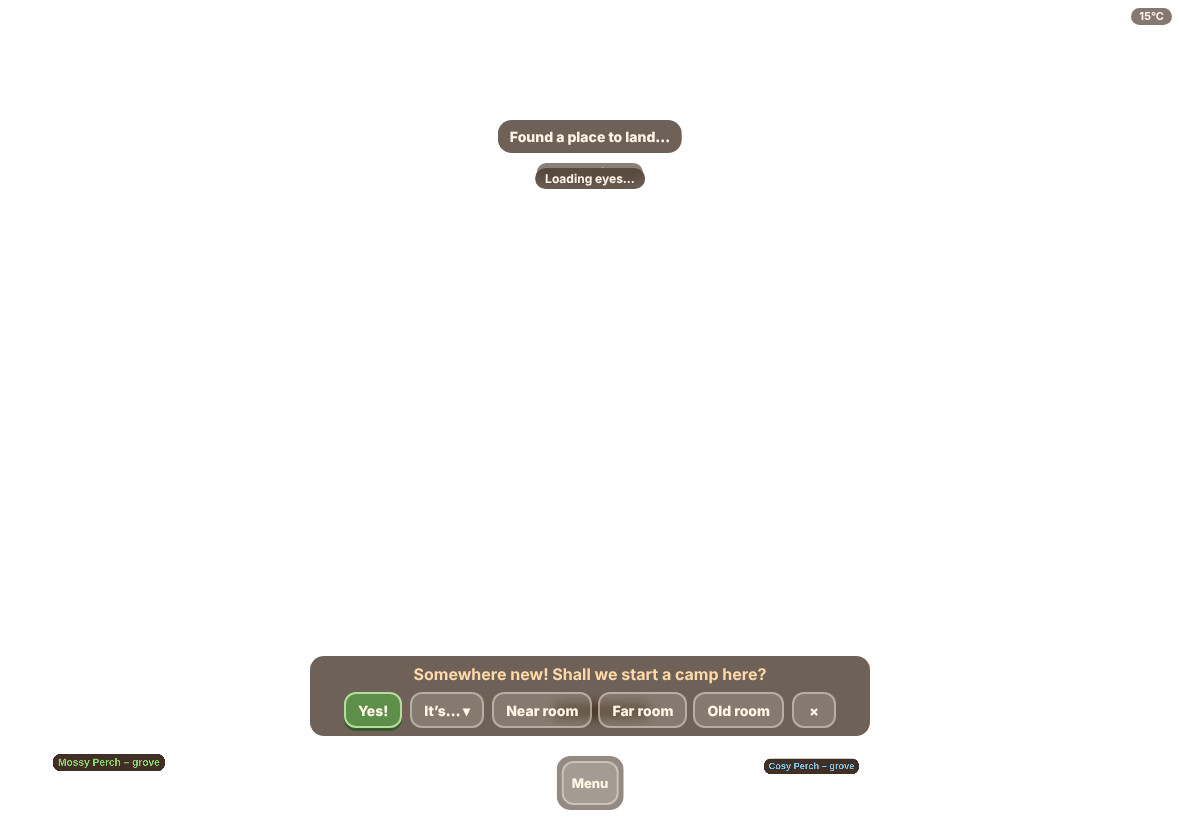 15°C
Found a place to land…
Loading eyes…
Somewhere new! Shall we start a camp here?
Yes! It's… ▾ Near room Far room Old room ×
Mossy Perch – grove
Cosy Perch – grove
Menu